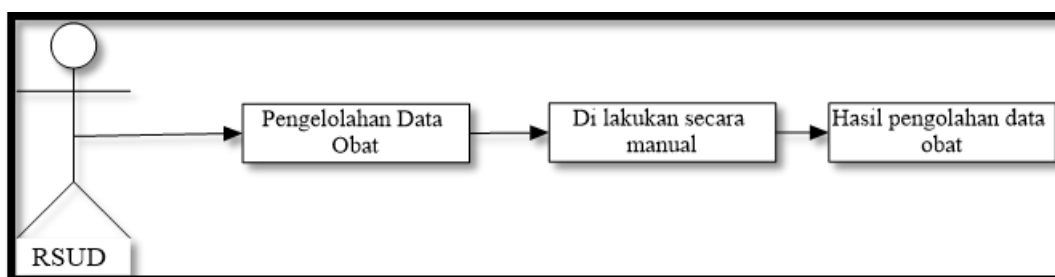 Pengelolahan Data
Obat
Di lakukan secara
manual
Hasil pengolahan data
obat
RSUD